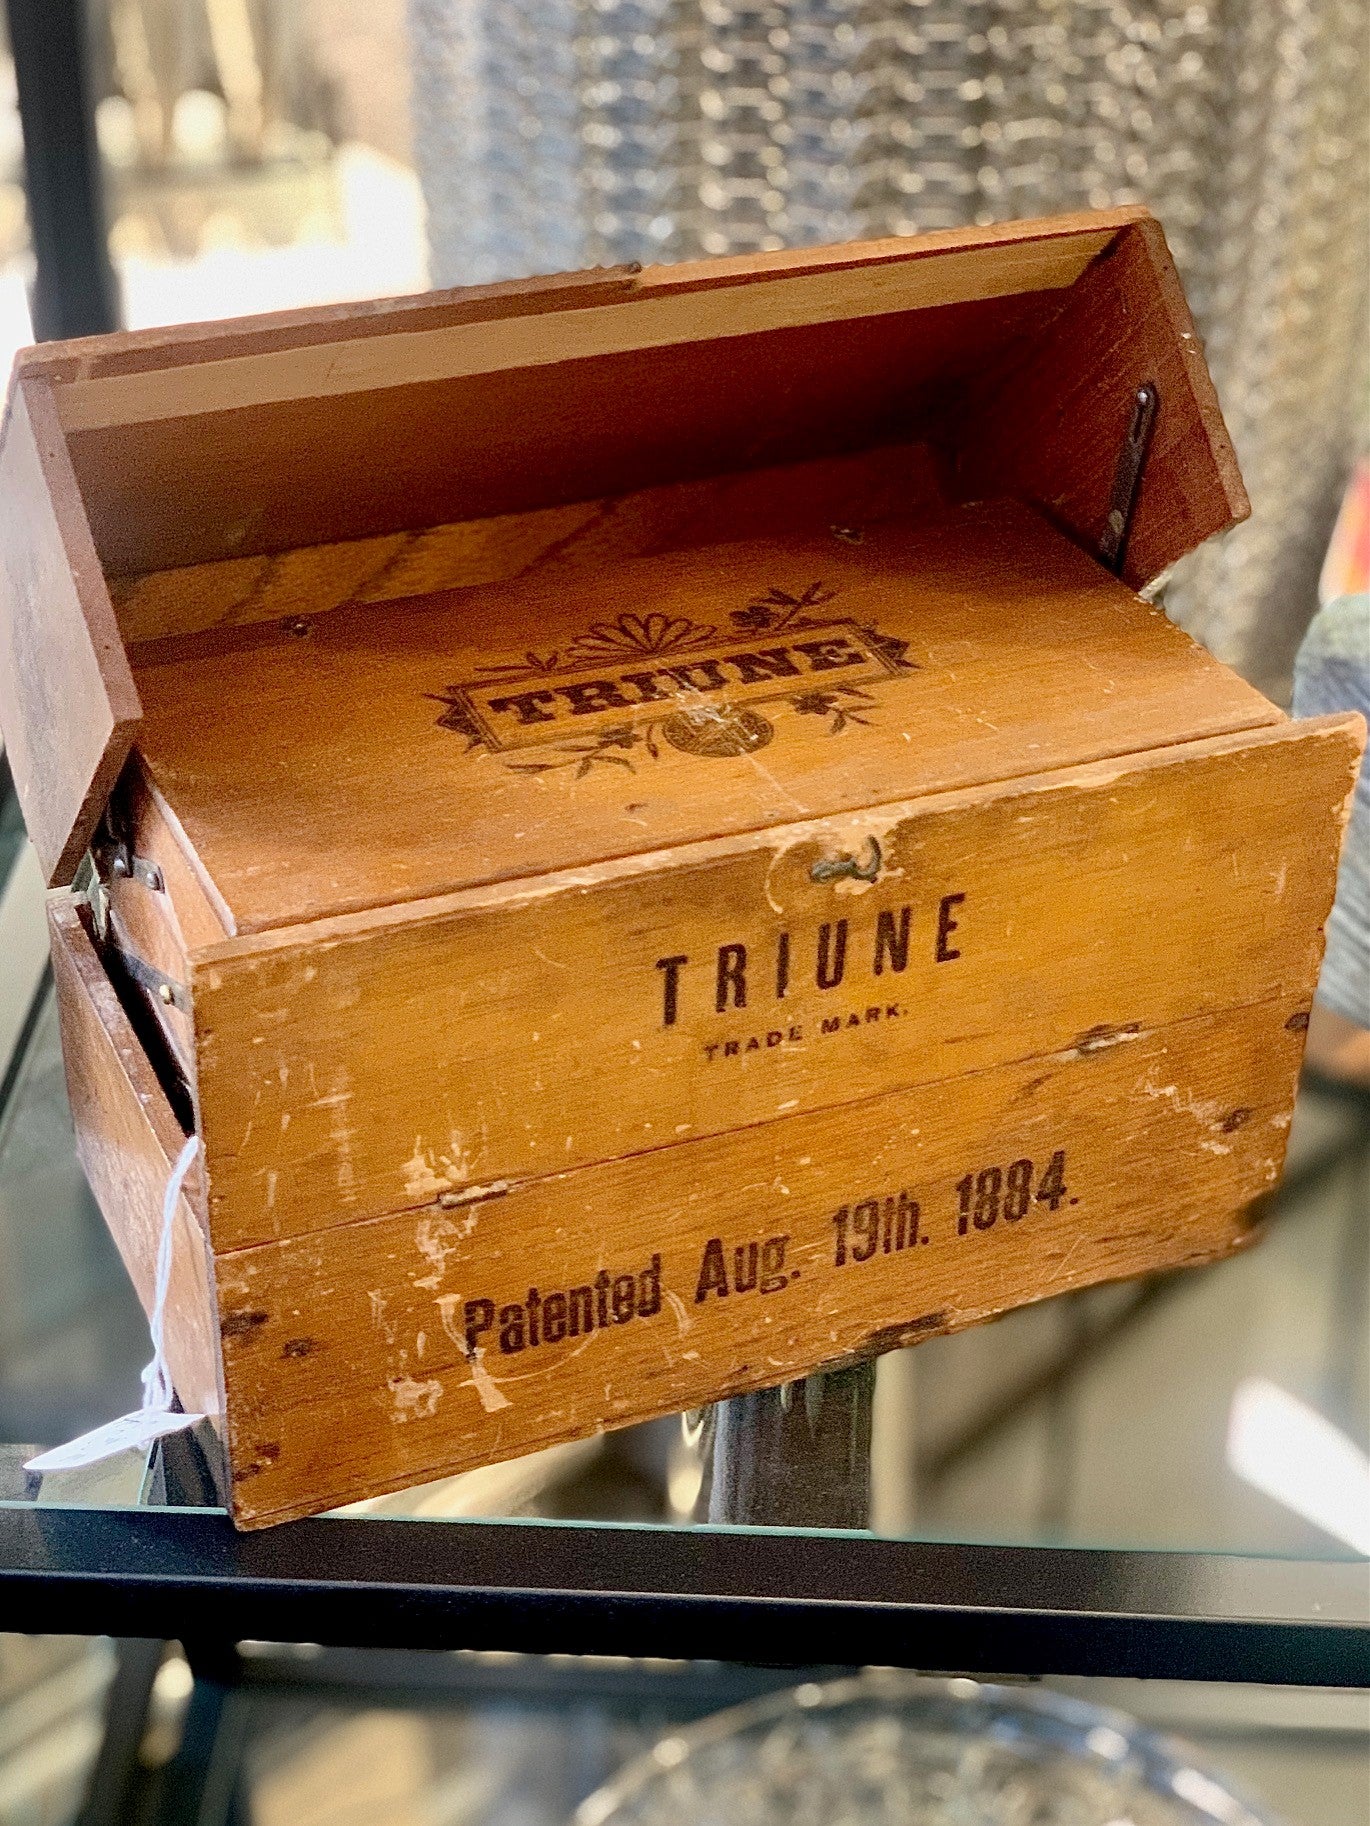 TRIUNE
TRIUNE
TRADE MARK.
Patented Aug. 19th. 1884.